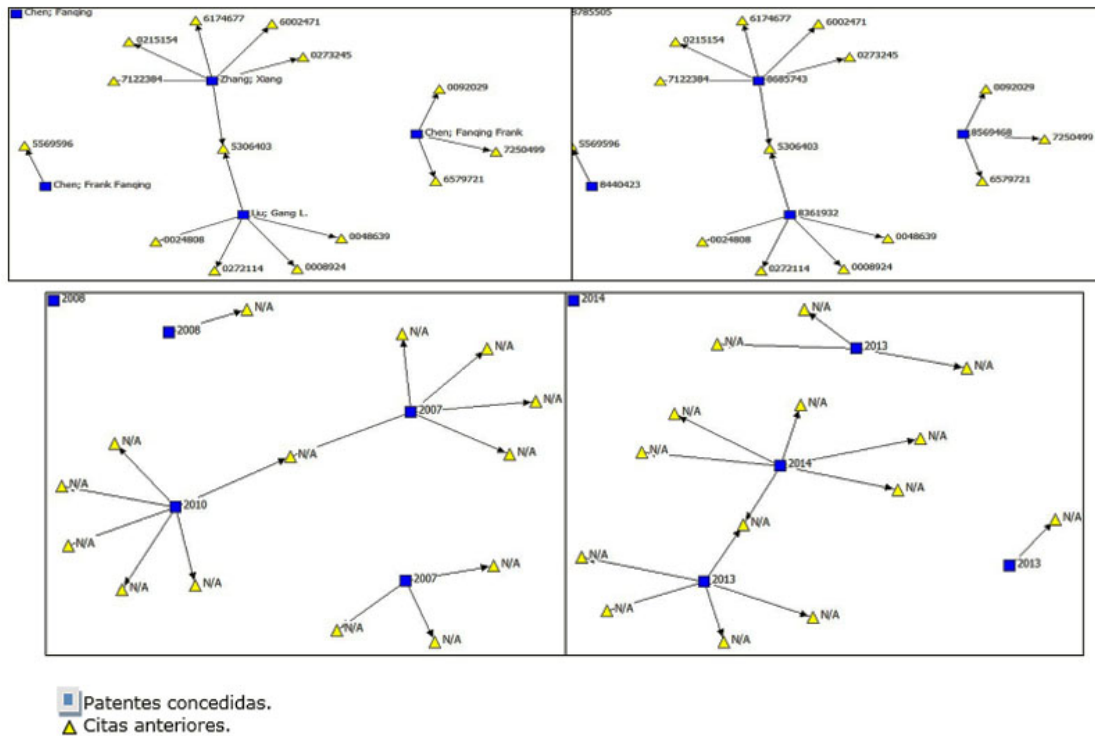 Chen; Fanqing
6174677
6002471
0215154
0273245
7122384
Zhang; Xiang
0092029
Chen; Fanqing Frank
5569596
5306403
7250499
6579721
Chen; Frank Fanqing
Liu; Gang L.
0024808
0048639
0272114
0008924
8785505
6174677
6002471
0215154
0273245
7122384
8685743
0092029
8569468
5569596
5306403
7250499
6579721
8440423
8361932
0024808
0048639
0272114
0008924
2008
N/A
2008
N/A
N/A
N/A
2007
N/A
N/A
N/A
N/A
2010
N/A
N/A
N/A
2007
N/A
N/A
N/A
2014
N/A
N/A
2013
N/A
N/A
N/A
N/A
N/A
2014
N/A
N/A
N/A
2013
N/A
2013
N/A
N/A
N/A
Patentes concedidas.
Citas anteriores.